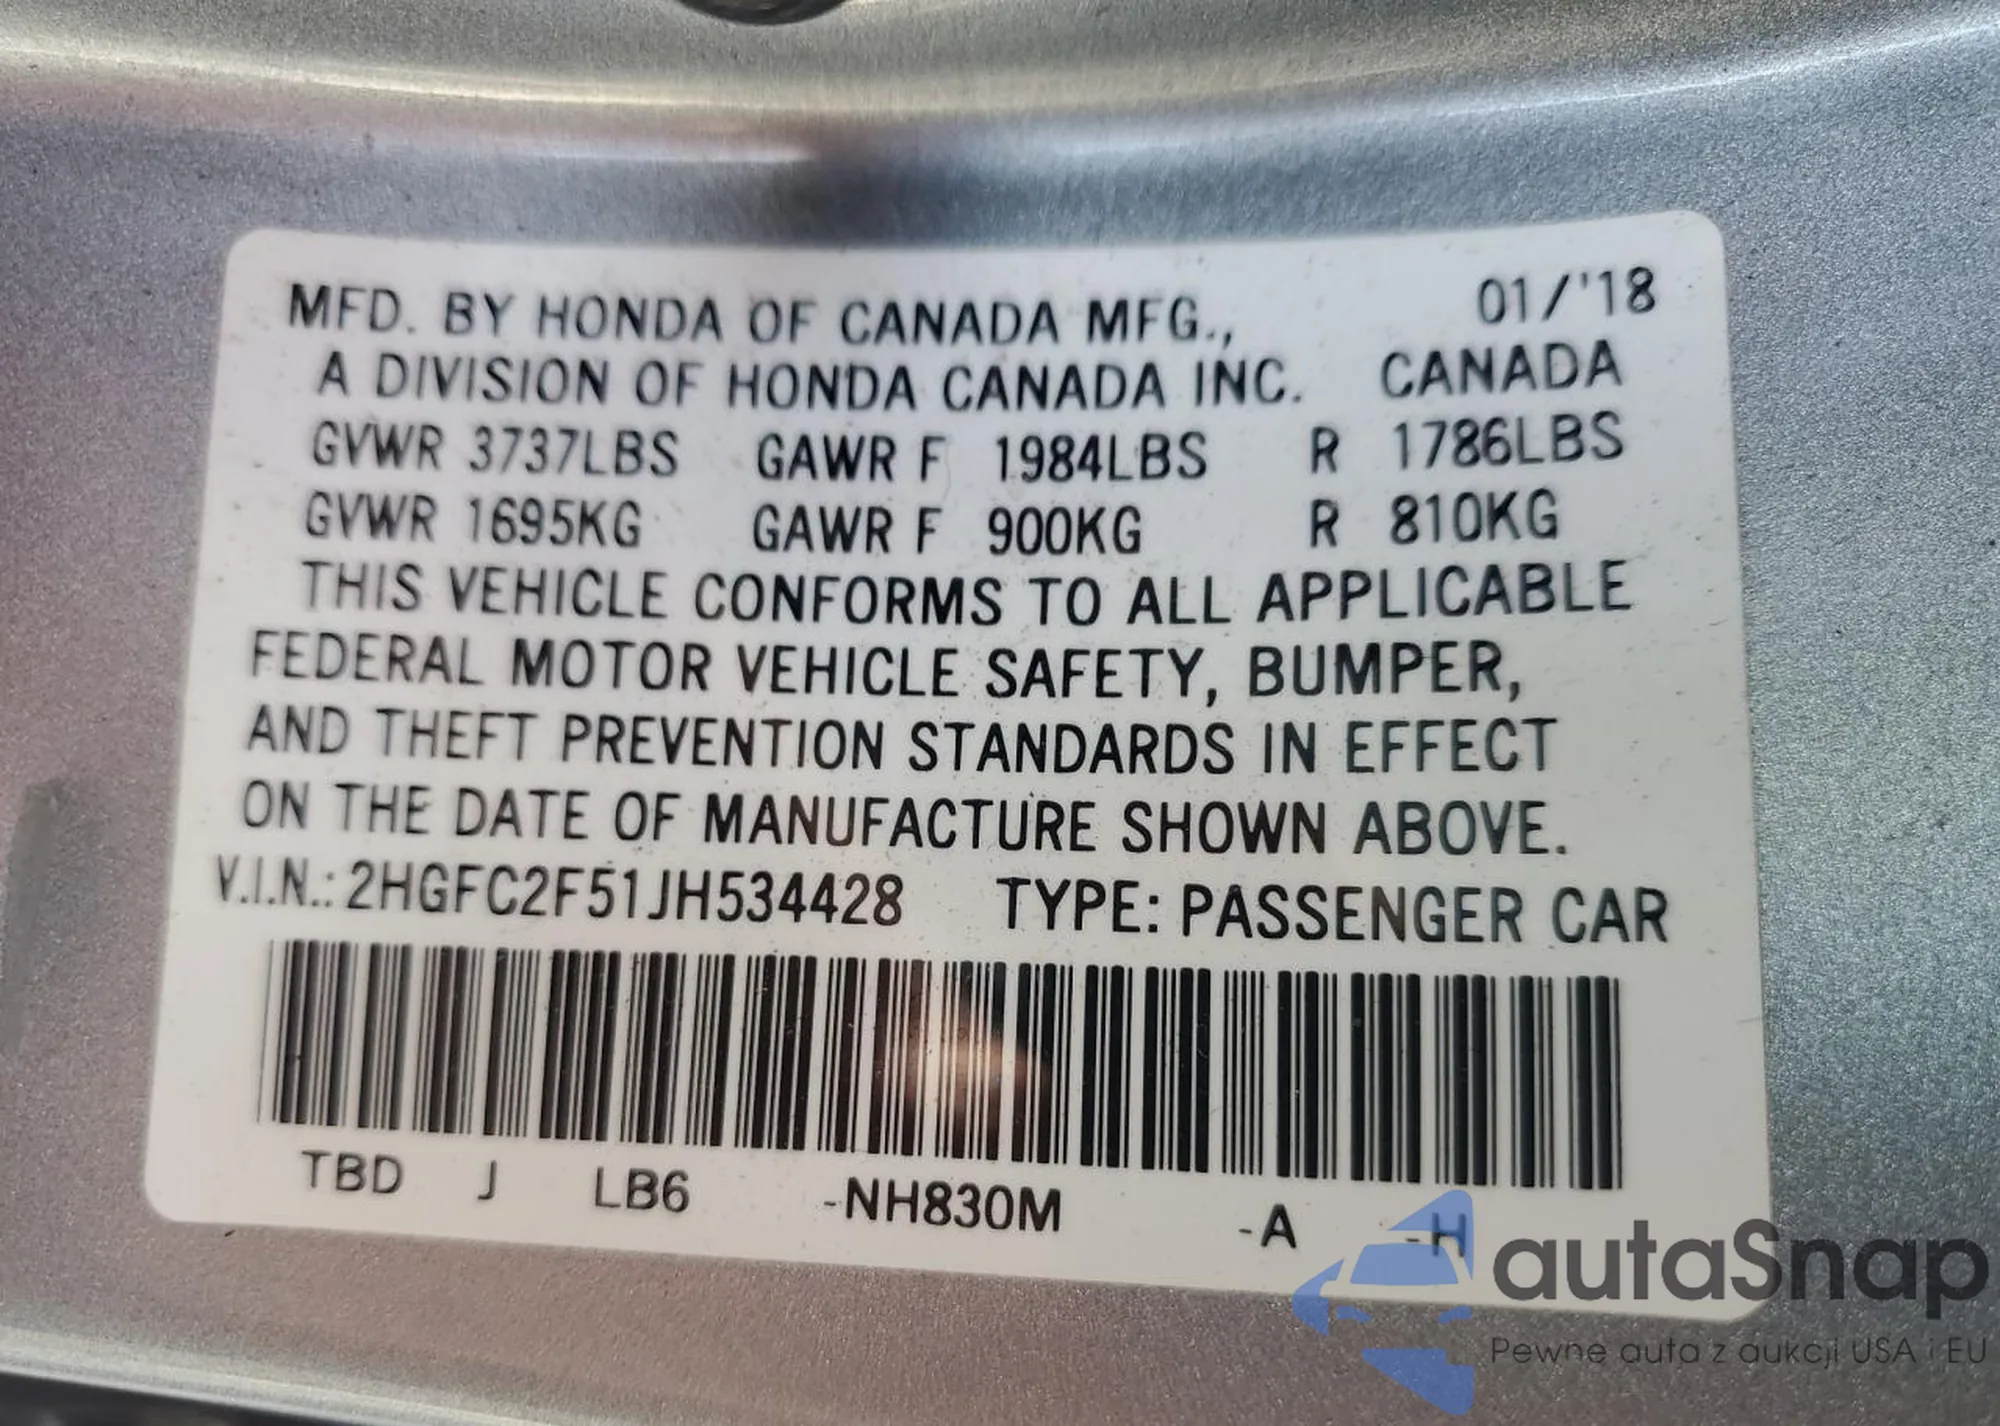 MFD. BY HONDA OF CANADA MFG., 01/'18
A DIVISION OF HONDA CANADA INC. CANADA
GVWR 3737LBS GAWR F 1984LBS R 1786LBS
GVWR 1695KG GAWR F 900KG R 810KG
THIS VEHICLE CONFORMS TO ALL APPLICABLE
FEDERAL MOTOR VEHICLE SAFETY, BUMPER,
AND THEFT PREVENTION STANDARDS IN EFFECT
ON THE DATE OF MANUFACTURE SHOWN ABOVE.
V.I.N.: 2HGFC2F51JH534428 TYPE: PASSENGER CAR
TBD J LB6 -NH830M -A -H
autaSnap
Pewne auta z aukcji USA i EU